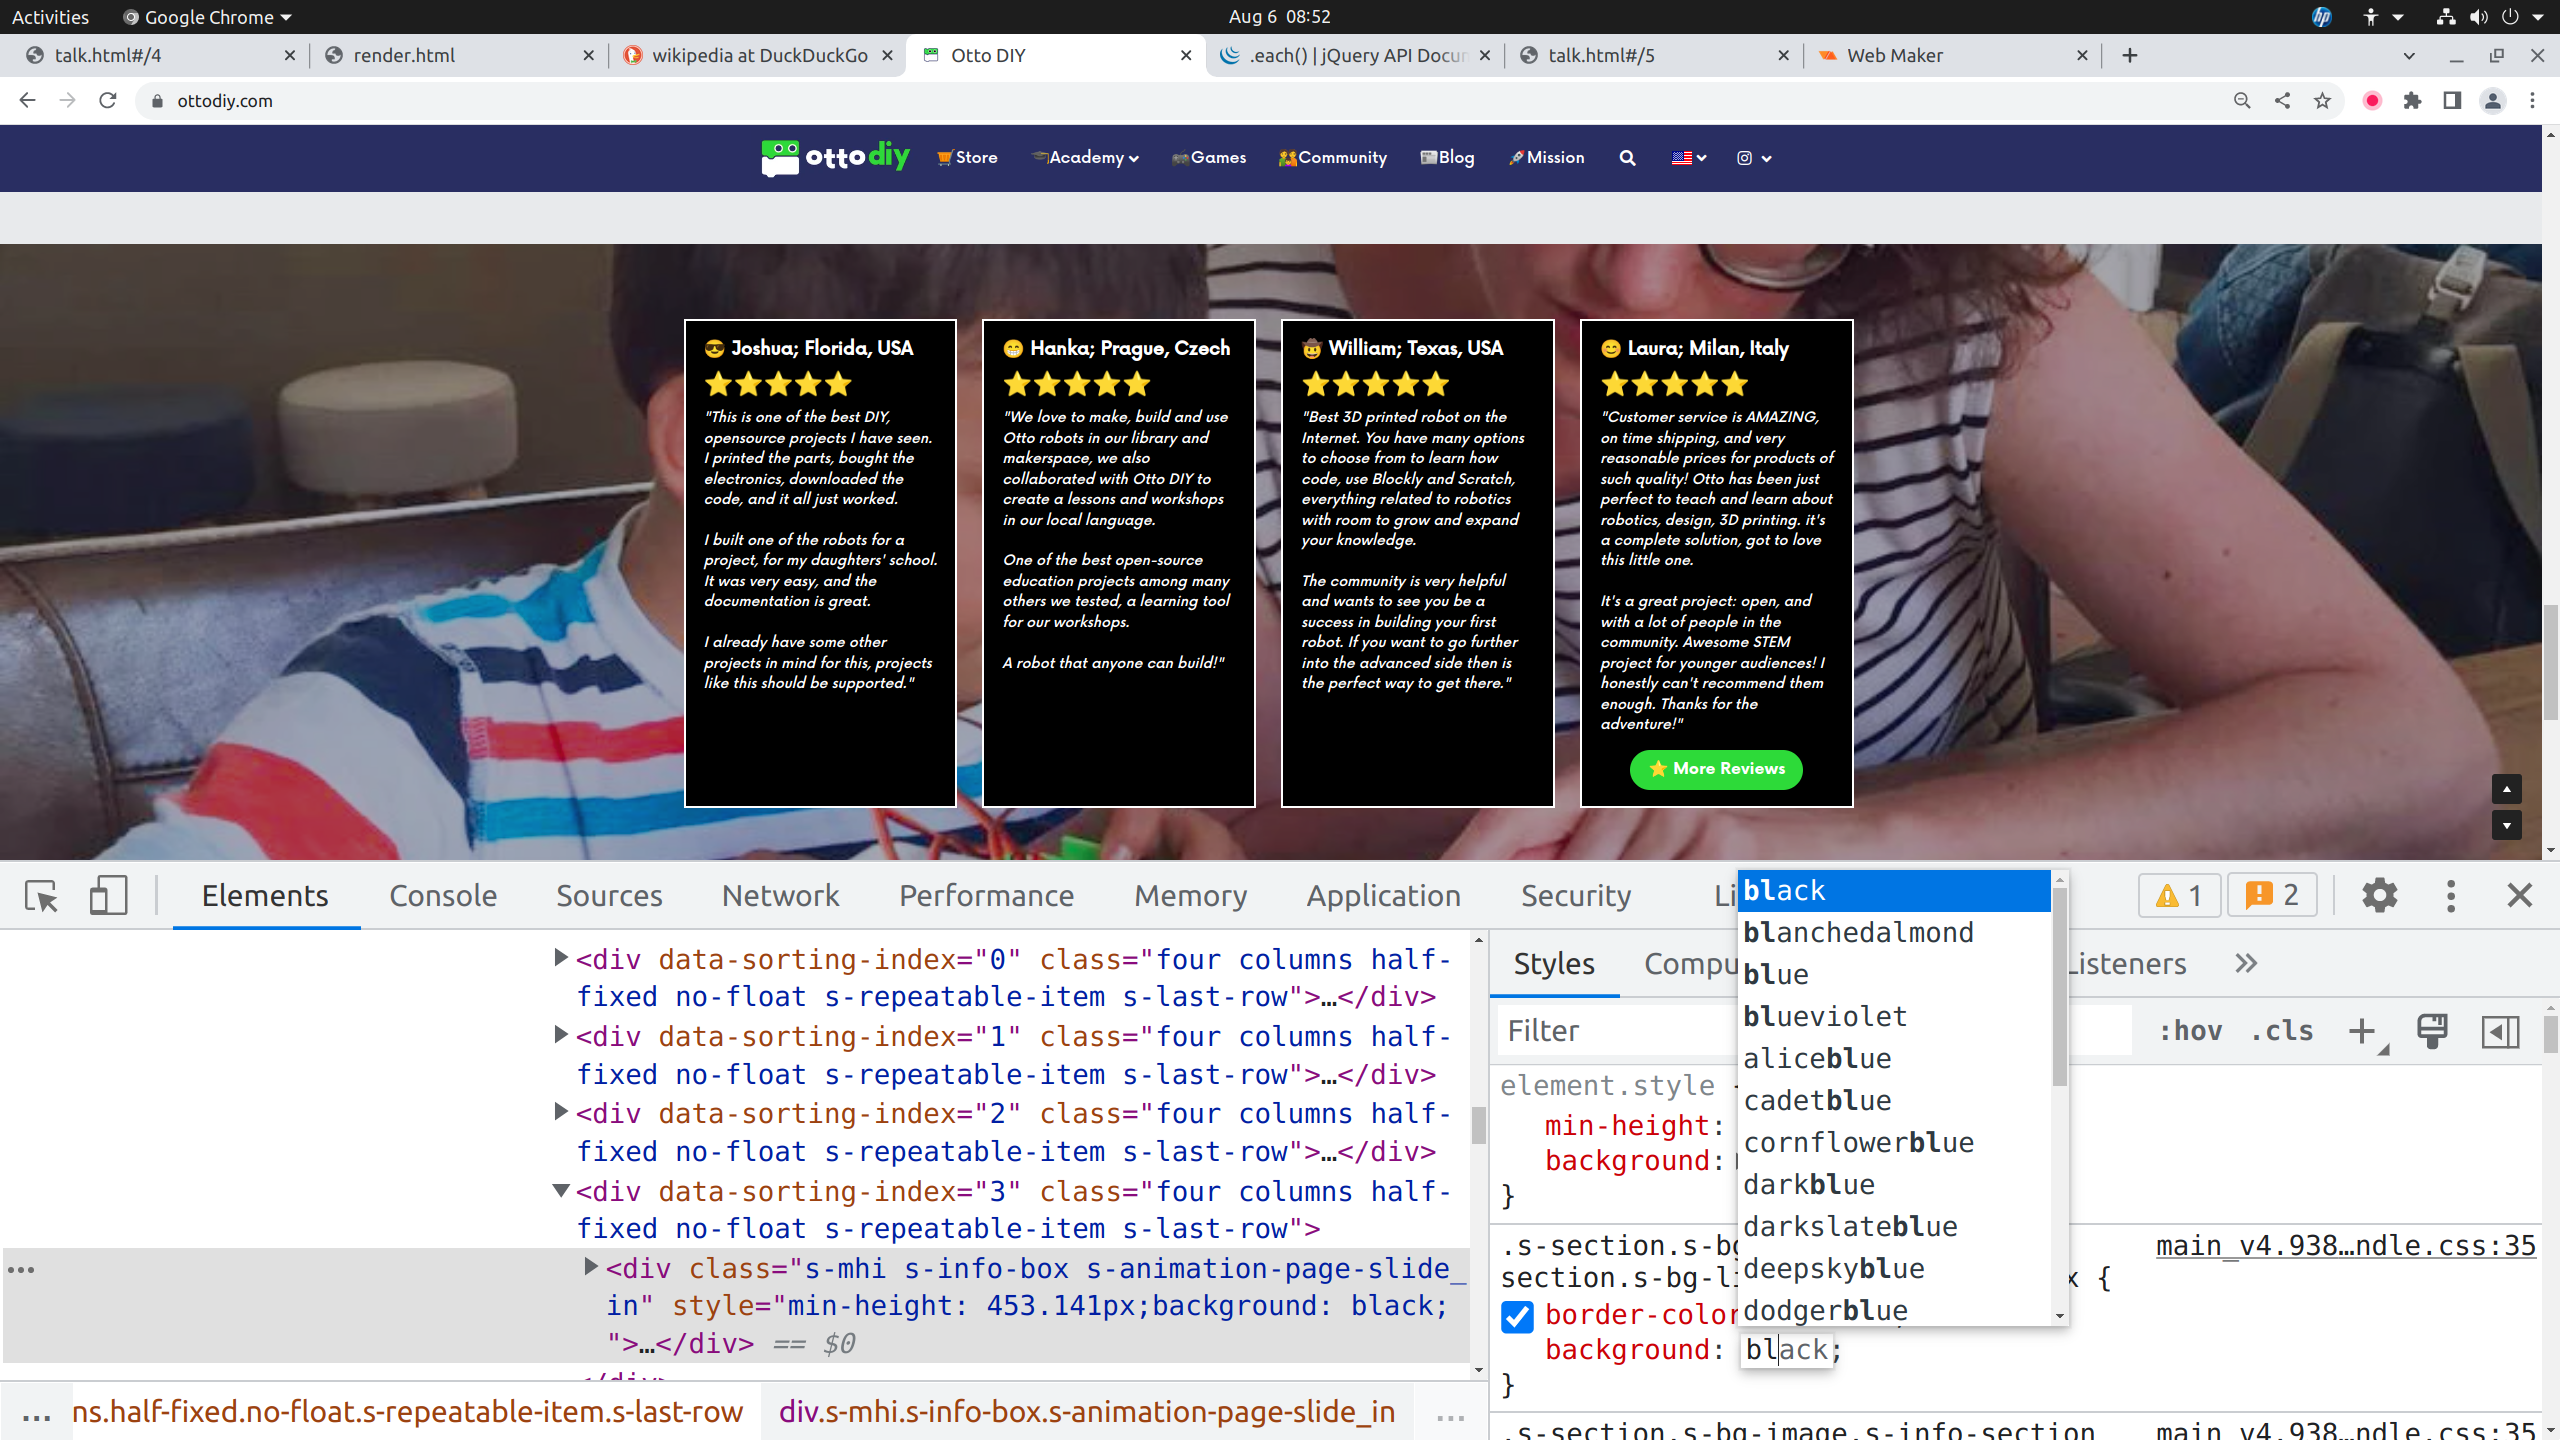 Activities
Google Chrome
Aug 6 08:52
talk.html#/4
render.html
wikipedia at DuckDuckGo
Otto DIY
.each() | jQuery API Docum
talk.html#/5
Web Maker
ottodiy.com
hp
ottodiy
Store
Academy
Games
Community
Blog
Mission
Joshua; Florida, USA
"This is one of the best DIY,
opensource projects I have seen.
I printed the parts, bought the
electronics, downloaded the
code, and it all just worked.
I built one of the robots for a
project, for my daughters' school.
It was very easy, and the
documentation is great.
I already have some other
projects in mind for this, projects
like this should be supported."
Hanka; Prague, Czech
"We love to make, build and use
Otto robots in our library and
makerspace, we also
collaborated with Otto DIY to
create a lessons and workshops
in our local language.
One of the best open-source
education projects among many
others we tested, a learning tool
for our workshops.
A robot that anyone can build!"
William; Texas, USA
"Best 3D printed robot on the
Internet. You have many options
to choose from to learn how
code, use Blockly and Scratch,
everything related to robotics
with room to grow and expand
your knowledge.
The community is very helpful
and wants to see you be a
success in building your first
robot. If you want to go further
into the advanced side then is
the perfect way to get there."
Laura; Milan, Italy
"Customer service is AMAZING,
on time shipping, and very
reasonable prices for products of
such quality! Otto has been just
perfect to teach and learn about
robotics, design, 3D printing. it's
a complete solution, got to love
this little one.
It's a great project: open, and
with a lot of people in the
community. Awesome STEM
project for younger audiences! I
honestly can't recommend them
enough. Thanks for the
adventure!"
More Reviews
Elements
Console
Sources
Network
Performance
Memory
Application
Security
Li
1
2
<div data-sorting-index="0" class="four columns half-
fixed no-float s-repeatable-item s-last-row">…</div>
<div data-sorting-index="1" class="four columns half-
fixed no-float s-repeatable-item s-last-row">…</div>
<div data-sorting-index="2" class="four columns half-
fixed no-float s-repeatable-item s-last-row">…</div>
<div data-sorting-index="3" class="four columns half-
fixed no-float s-repeatable-item s-last-row">
<div class="s-mhi s-info-box s-animation-page-slide_
in" style="min-height: 453.141px;background: black;
">…</div> == $0
</div>
... ns.half-fixed.no-float.s-repeatable-item.s-last-row div.s-mhi.s-info-box.s-animation-page-slide_in ...
Styles
Compu
Listeners
Filter
:hov
.cls
element.style
min-height:
background:
}
.s-section.s-bg
main_v4.938…ndle.css:35
section.s-bg-li x {
border-color
background: black;
}
.s-section.s-bg-image.s-info-section
main_v4.938…ndle.css:35
black
blanchedalmond
blue
blueviolet
aliceblue
cadetblue
cornflowerblue
darkblue
darkslateblue
deepskyblue
dodgerblue